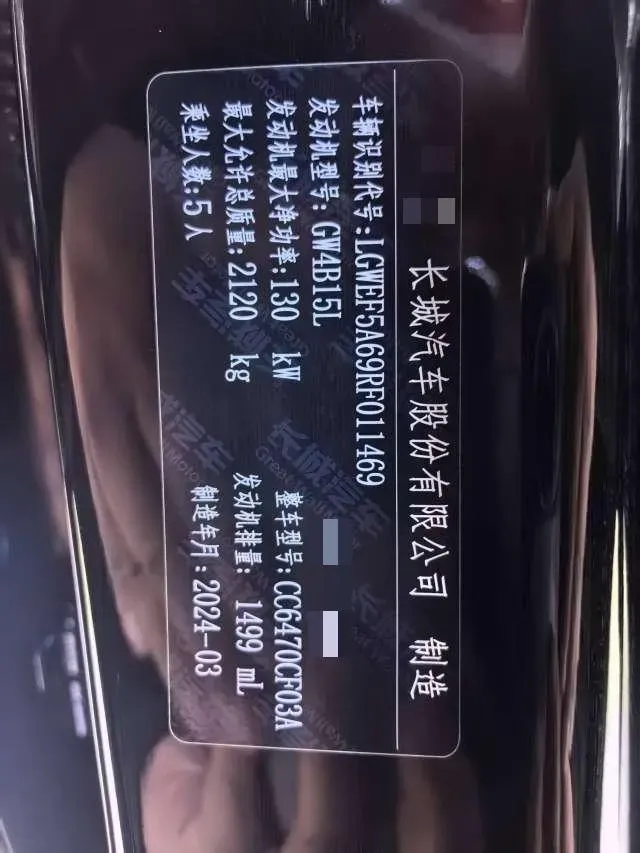 长城汽车股份有限公司 制造
车辆识别代号:LGWEF5A69RF011469
发动机型号:GW4B15L 整车型号:CC6470CF03A
发动机最大净功率:130 kW 发动机排量: 1499 mL
最大允许总质量:2120 kg 制造年月:2024-03
乘坐人数:5人